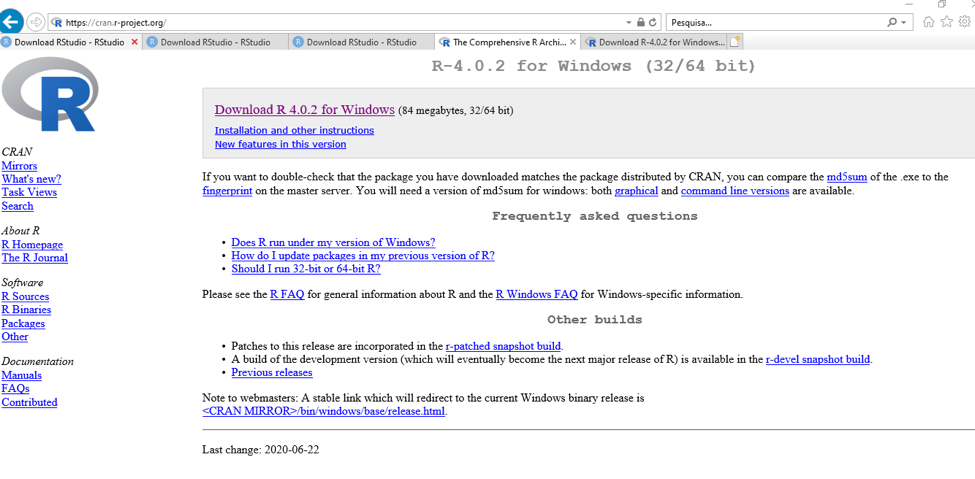 https://cran.r-project.org/
Pesquisa...
Download RStudio - RStudio
Download RStudio - RStudio
Download RStudio - RStudio
The Comprehensive R Archi...
Download R-4.0.2 for Windows...
R
R-4.0.2 for Windows (32/64 bit)
Download R 4.0.2 for Windows (84 megabytes, 32/64 bit)
Installation and other instructions
New features in this version
CRAN
Mirrors
What's new?
Task Views
Search
About R
R Homepage
The R Journal
Software
R Sources
R Binaries
Packages
Other
Documentation
Manuals
FAQs
Contributed
If you want to double-check that the package you have downloaded matches the package distributed by CRAN, you can compare the md5sum of the .exe to the
fingerprint on the master server. You will need a version of md5sum for windows: both graphical and command line versions are available.
Frequently asked questions
• Does R run under my version of Windows?
• How do I update packages in my previous version of R?
• Should I run 32-bit or 64-bit R?
Please see the R FAQ for general information about R and the R Windows FAQ for Windows-specific information.
Other builds
• Patches to this release are incorporated in the r-patched snapshot build.
• A build of the development version (which will eventually become the next major release of R) is available in the r-devel snapshot build.
• Previous releases
Note to webmasters: A stable link which will redirect to the current Windows binary release is
<CRAN MIRROR>/bin/windows/base/release.html.
Last change: 2020-06-22